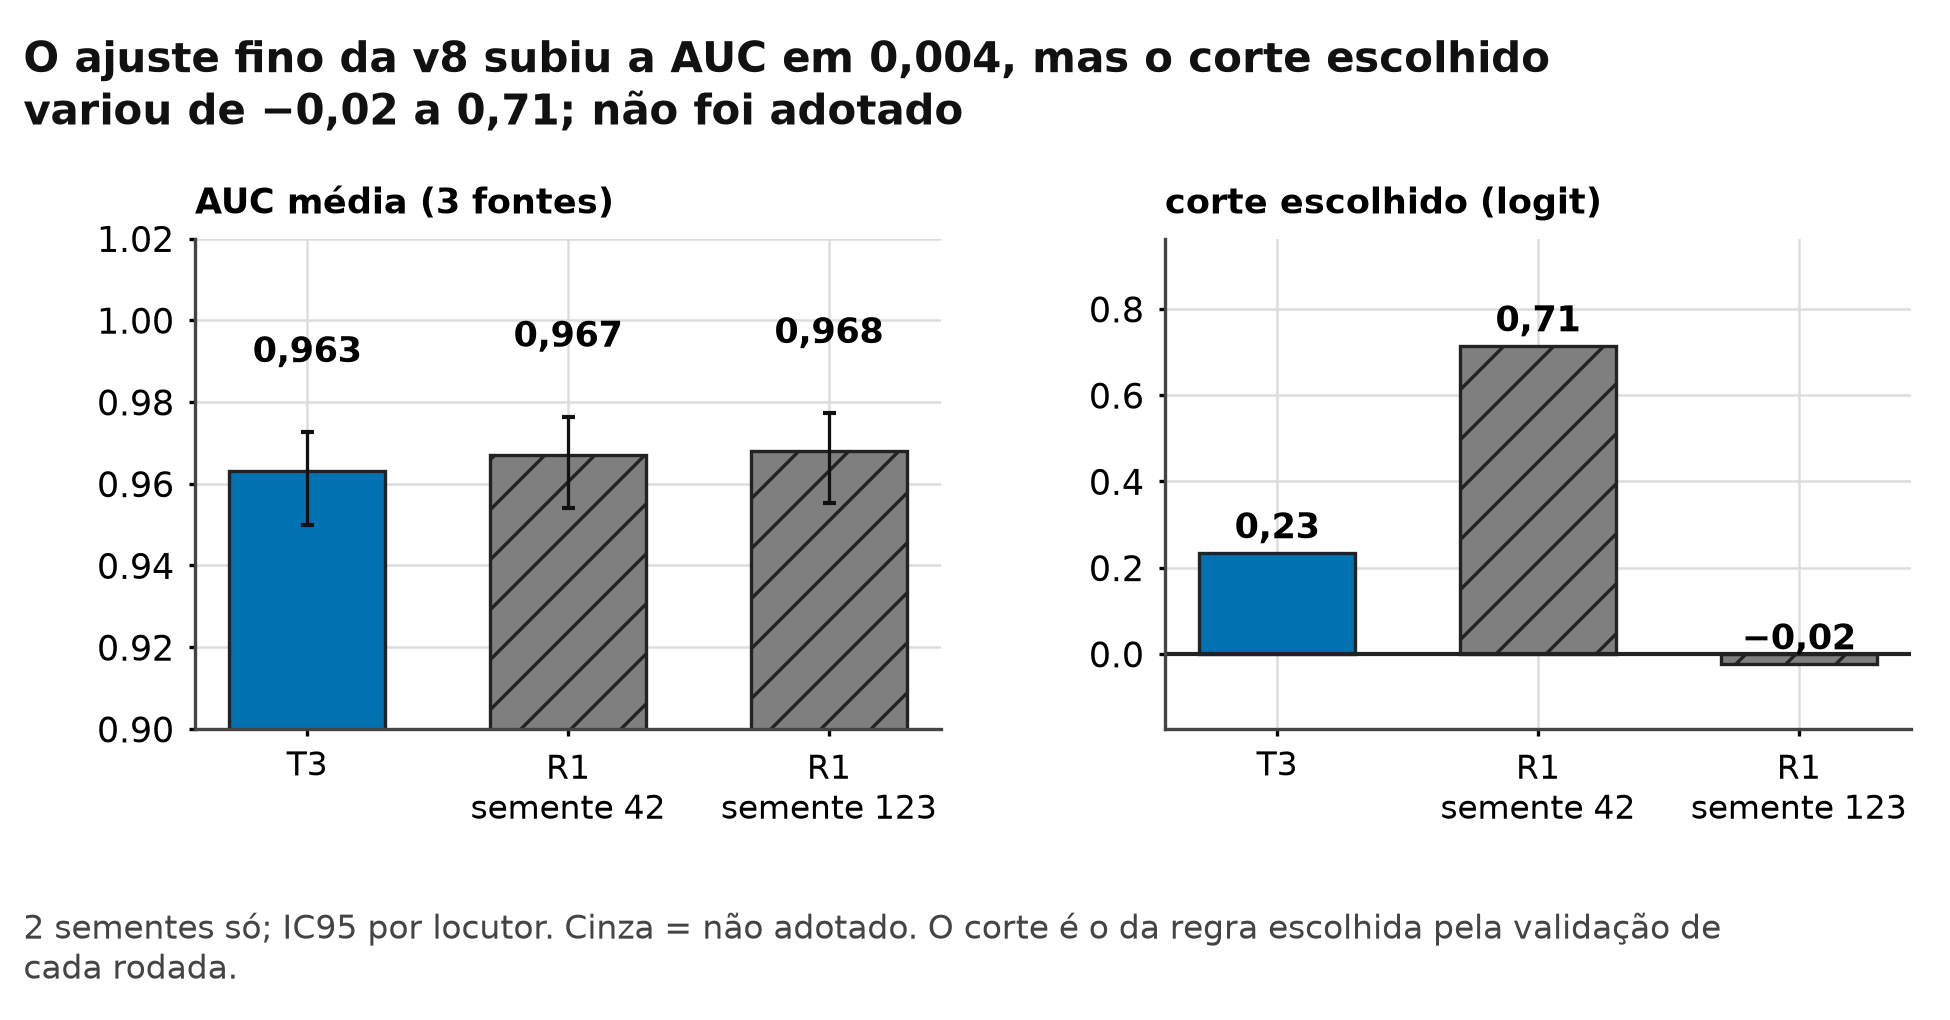 O ajuste fino da v8 subiu a AUC em 0,004, mas o corte escolhido
variou de −0,02 a 0,71; não foi adotado
AUC média (3 fontes)
1.02
1.00
0.98
0.96
0.94
0.92
0.90
0,963
0,967
0,968
T3
R1
semente 42
R1
semente 123
corte escolhido (logit)
0.8
0.6
0.4
0.2
0.0
0,23
0,71
−0,02
T3
R1
semente 42
R1
semente 123
2 sementes só; IC95 por locutor. Cinza = não adotado. O corte é o da regra escolhida pela validação de
cada rodada.